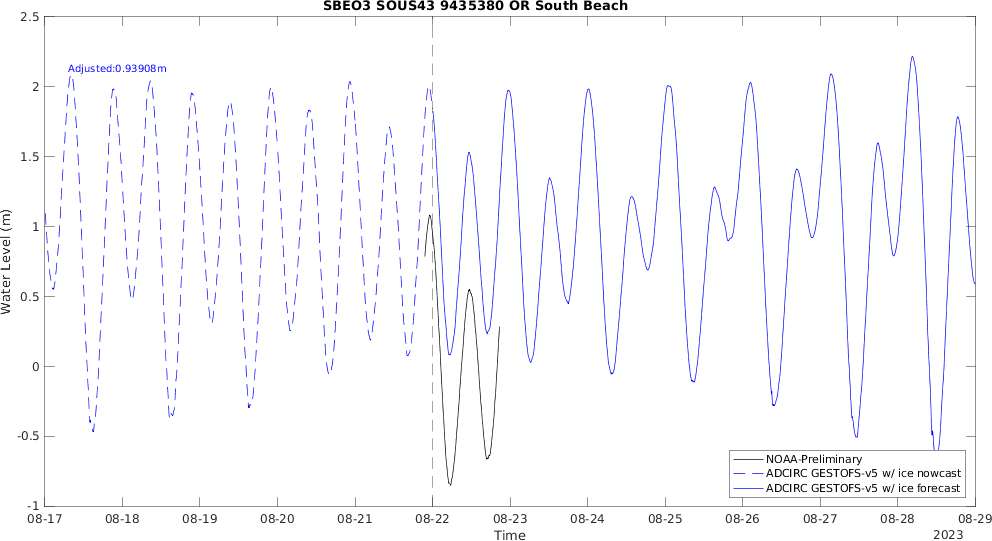 SBEO3 SOUS43 9435380 OR South Beach
Adjusted:0.93908m
Water Level (m)
2.5
2
1.5
1
0.5
0
-0.5
-1
08-17 08-18 08-19 08-20 08-21 08-22 08-23 08-24 08-25 08-26 08-27 08-28 08-29
Time
2023
NOAA-Preliminary
ADCIRC GESTOFS-v5 w/ ice nowcast
ADCIRC GESTOFS-v5 w/ ice forecast